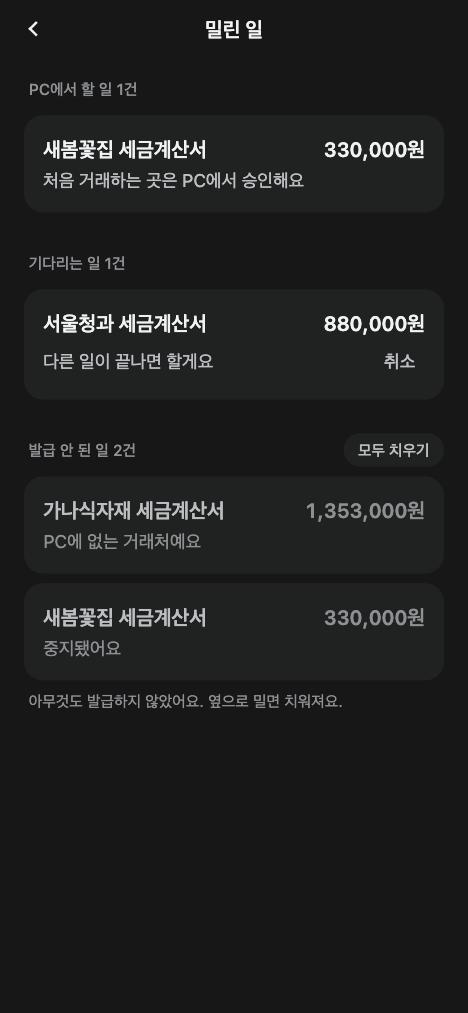 밀린 일
PC에서 할 일 1건
새봄꽃집 세금계산서 330,000원
처음 거래하는 곳은 PC에서 승인해요
기다리는 일 1건
서울청과 세금계산서 880,000원
다른 일이 끝나면 할게요 취소
발급 안 된 일 2건 모두 치우기
가나식자재 세금계산서 1,353,000원
PC에 없는 거래처예요
새봄꽃집 세금계산서 330,000원
중지됐어요
아무것도 발급하지 않았어요. 옆으로 밀면 치워져요.